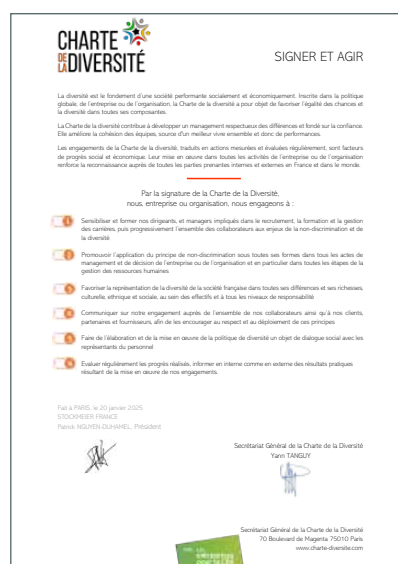 CHARTE
DE LA DIVERSITÉ
SIGNER ET AGIR
La diversité est le fondement d'une société performante socialement et économiquement. Inscrite dans la politique
globale, de l'entreprise ou de l'organisation, la Charte de la diversité a pour objet de favoriser l'égalité des chances et
la diversité dans toutes ses composantes.
La Charte de la diversité contribue à développer un management respectueux des différences et fondé sur la confiance.
Elle améliore la cohésion des équipes, source d'un meilleur vivre ensemble et donc de performances.
Les engagements de la Charte de la diversité, traduits en actions mesurées et évaluées régulièrement, sont facteurs
de progrès social et économique. Leur mise en œuvre dans toutes les activités de l'entreprise ou de l'organisation
renforce la reconnaissance auprès de toutes les parties prenantes internes et externes en France et dans le monde.
Par la signature de la Charte de la Diversité,
nous, entreprise ou organisation, nous engageons à :
1 Sensibiliser et former nos dirigeants, et managers impliqués dans le recrutement, la formation et la gestion
des carrières, puis progressivement l'ensemble des collaborateurs aux enjeux de la non-discrimination et de
la diversité
2 Promouvoir l'application du principe de non-discrimination sous toutes ses formes dans tous les actes de
management et de décision de l'entreprise ou de l'organisation et en particulier dans toutes les étapes de la
gestion des ressources humaines
3 Favoriser la représentation de la diversité de la société française dans toutes ses différences et ses richesses,
culturelle, ethnique et sociale, au sein des effectifs et à tous les niveaux de responsabilité
4 Communiquer sur notre engagement auprès de l'ensemble de nos collaborateurs ainsi qu'à nos clients,
partenaires et fournisseurs, afin de les encourager au respect et au déploiement de ces principes
5 Faire de l'élaboration et de la mise en œuvre de la politique de diversité un objet de dialogue social avec les
représentants du personnel
6 Evaluer régulièrement les progrès réalisés, informer en interne comme en externe des résultats pratiques
résultant de la mise en œuvre de nos engagements.
Fait à PARIS, le 20 janvier 2025
STOCKMEIER FRANCE
Patrick NGUYEN-DUHAMEL, Président
Secrétariat Général de la Charte de la Diversité
Yann TANGUY
Secrétariat Général de la Charte de la Diversité
70 Boulevard de Magenta 75010 Paris
www.charte-diversite.com